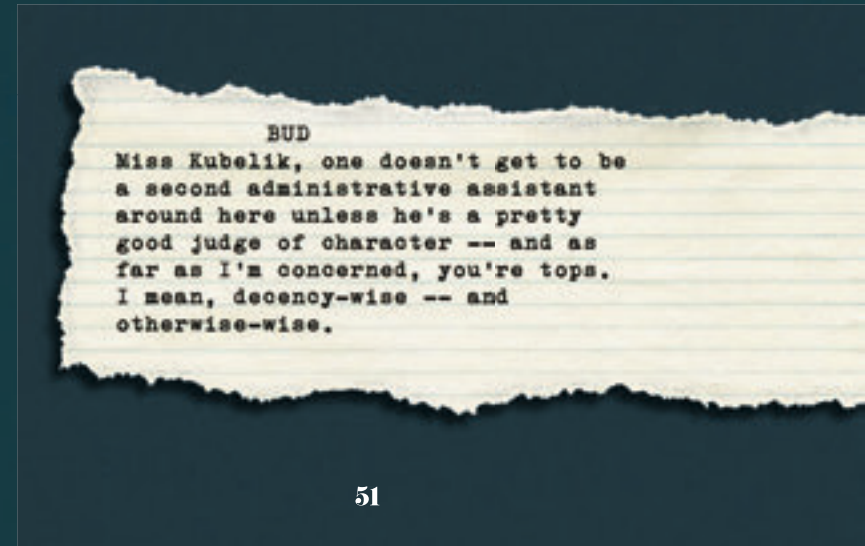 BUD
Miss Kubelik, one doesn't get to be
a second administrative assistant
around here unless he's a pretty
good judge of character -- and as
far as I'm concerned, you're tops.
I mean, decency-wise -- and
otherwise-wise.
51